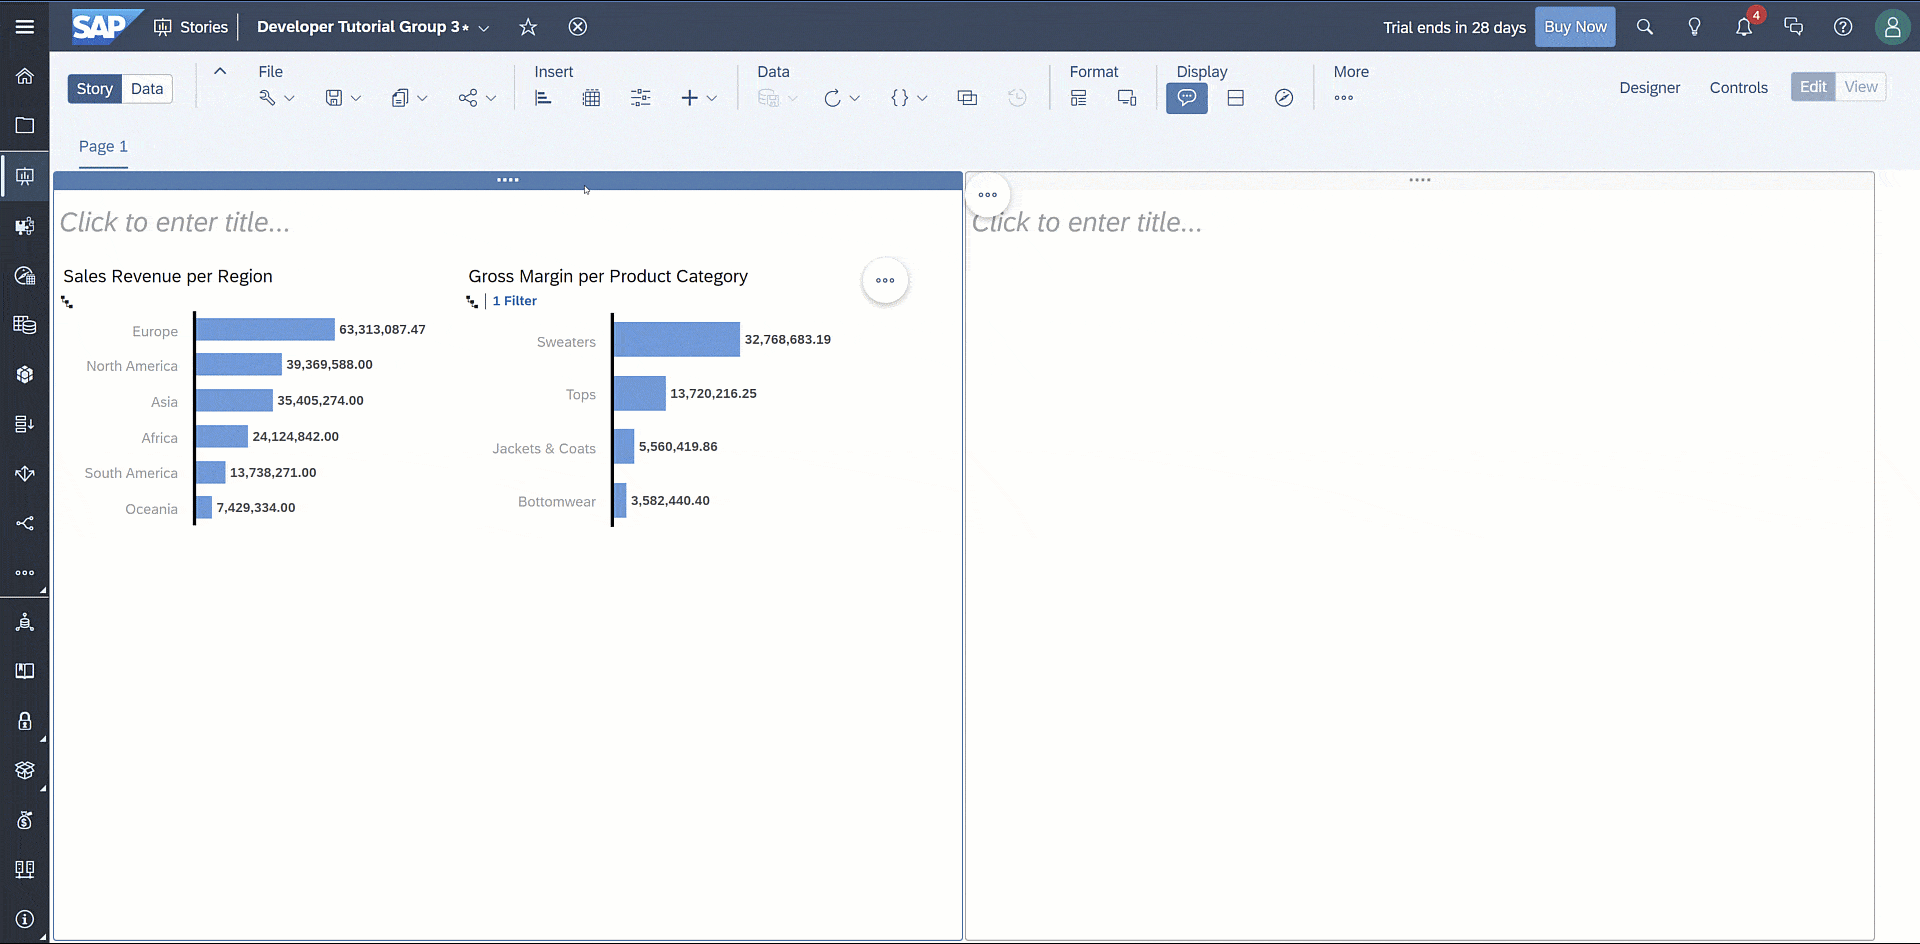 SAP Stories Developer Tutorial Group 3* Trial ends in 28 days Buy Now 4
Story Data File Insert Data Format Display More Designer Controls Edit View
Page 1
Click to enter title...
Sales Revenue per Region
Europe 63,313,087.47
North America 39,369,588.00
Asia 35,405,274.00
Africa 24,124,842.00
South America 13,738,271.00
Oceania 7,429,334.00
Gross Margin per Product Category
1 Filter
Sweaters 32,768,683.19
Tops 13,720,216.25
Jackets & Coats 5,560,419.86
Bottomwear 3,582,440.40
Click to enter title...